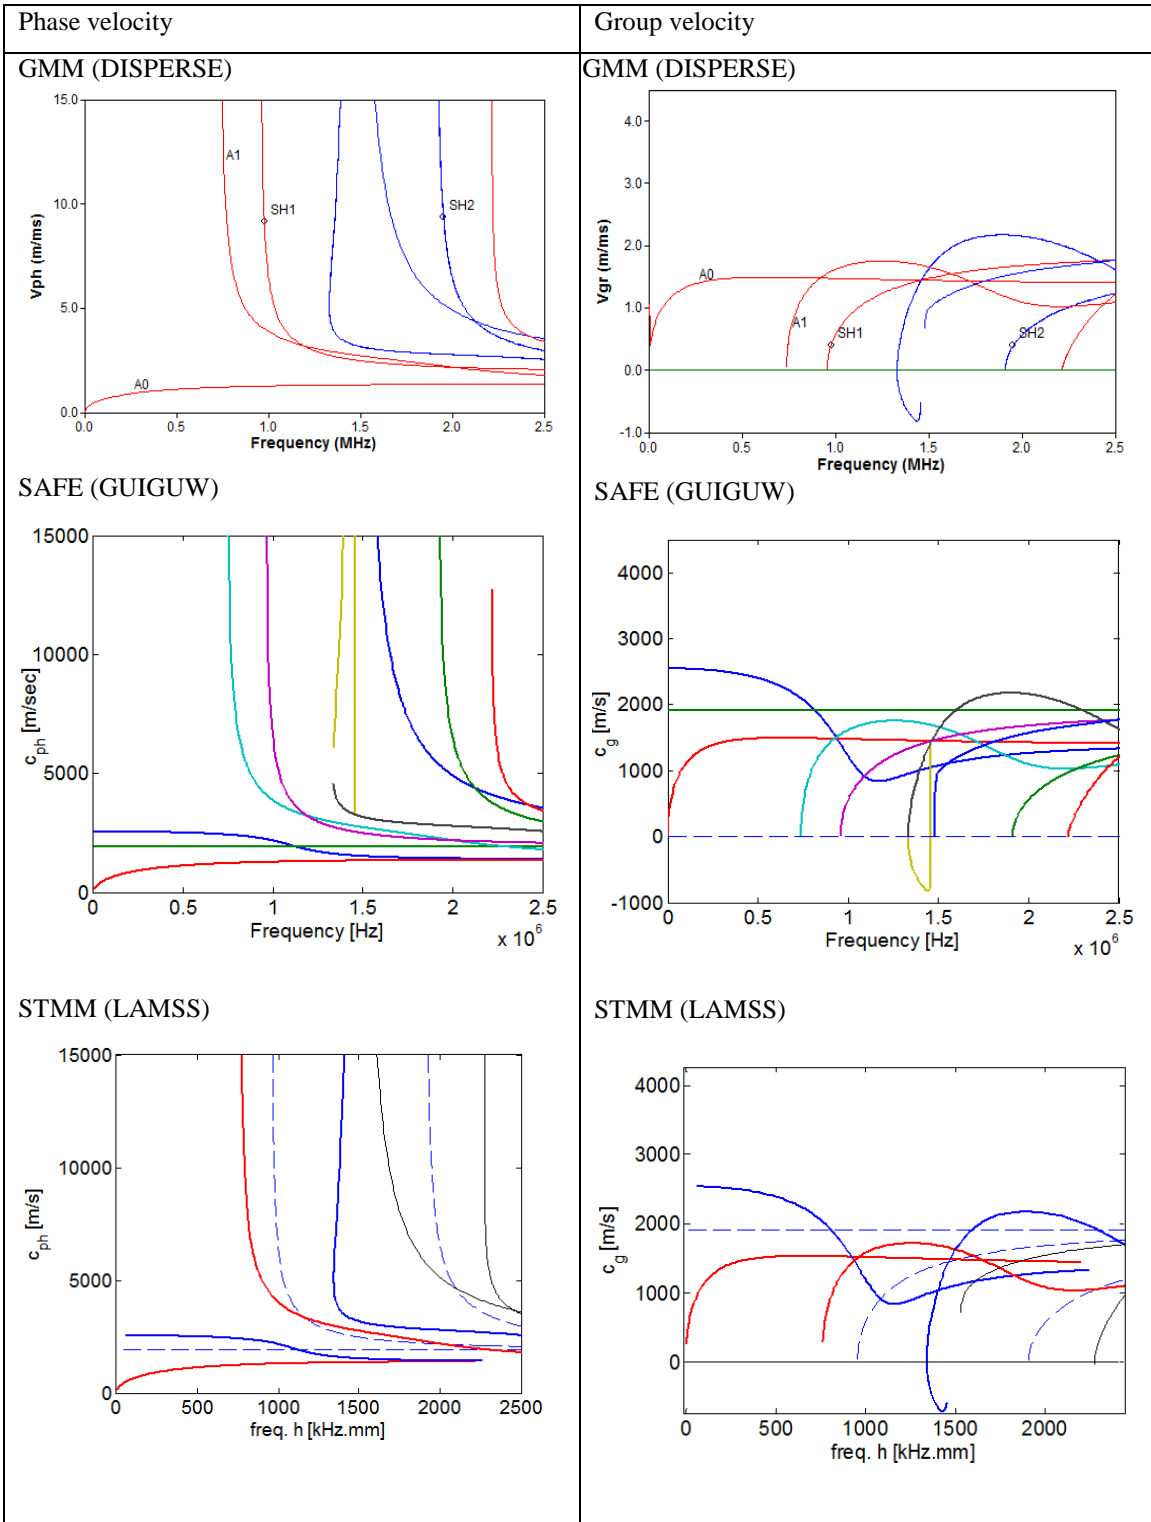 Phase velocity
Group velocity
GMM (DISPERSE)
15.0
10.0
5.0
0.0
Vph (m/ms)
A1
SH1
SH2
A0
0.0
0.5
1.0
1.5
2.0
2.5
Frequency (MHz)
GMM (DISPERSE)
4.0
3.0
2.0
1.0
0.0
-1.0
Vgr (m/ms)
A0
A1
SH1
SH2
0.0
0.5
1.0
1.5
2.0
2.5
Frequency (MHz)
SAFE (GUIGUW)
15000
10000
5000
0
c_ph [m/sec]
0
0.5
1
1.5
2
2.5
Frequency [Hz]
x 10^6
SAFE (GUIGUW)
4000
3000
2000
1000
0
-1000
c_g [m/s]
0
0.5
1
1.5
2
2.5
Frequency [Hz]
x 10^6
STMM (LAMSS)
15000
10000
5000
0
c_ph [m/s]
0
500
1000
1500
2000
2500
freq. h [kHz.mm]
STMM (LAMSS)
4000
3000
2000
1000
0
c_g [m/s]
0
500
1000
1500
2000
freq. h [kHz.mm]